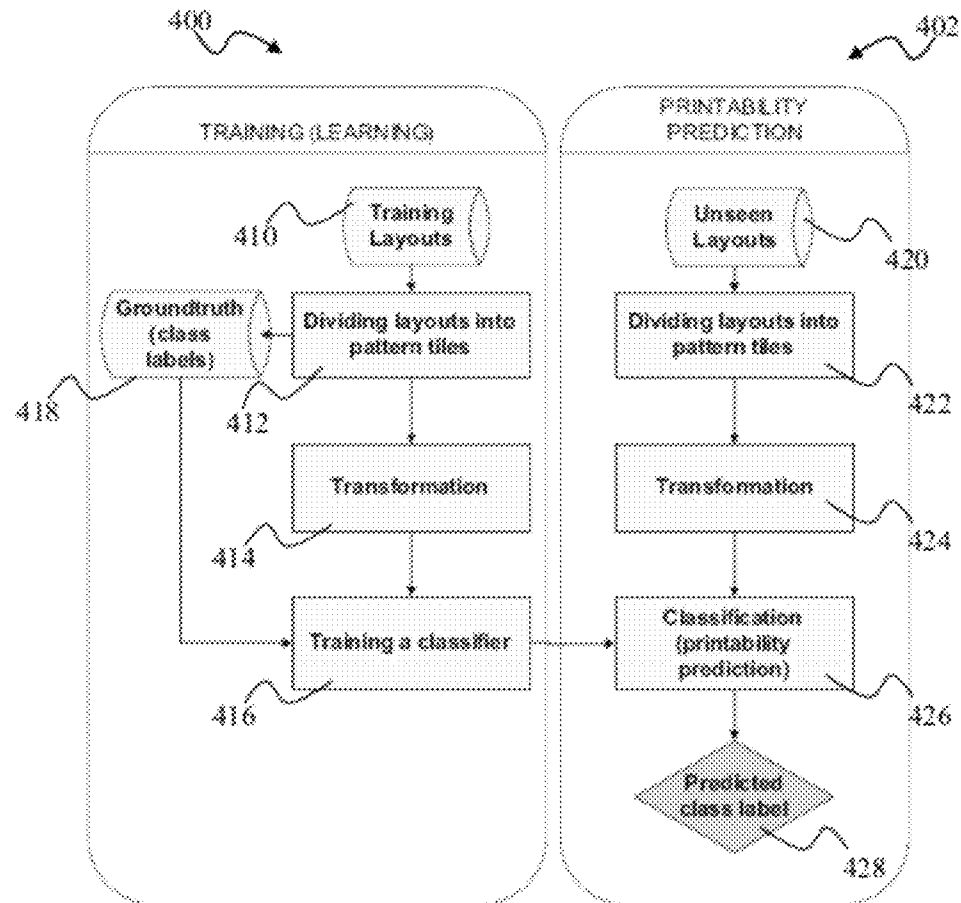 400
402
TRAINING (LEARNING)
PRINTABILITY
PREDICTION
410
Training
Layouts
Unseen
Layouts
420
Groundtruth
(class
labels)
418
Dividing layouts into
pattern tiles
412
Dividing layouts into
pattern tiles
422
Transformation
414
Transformation
424
Training a classifier
416
Classification
(printability
prediction)
426
Predicted
class label
428